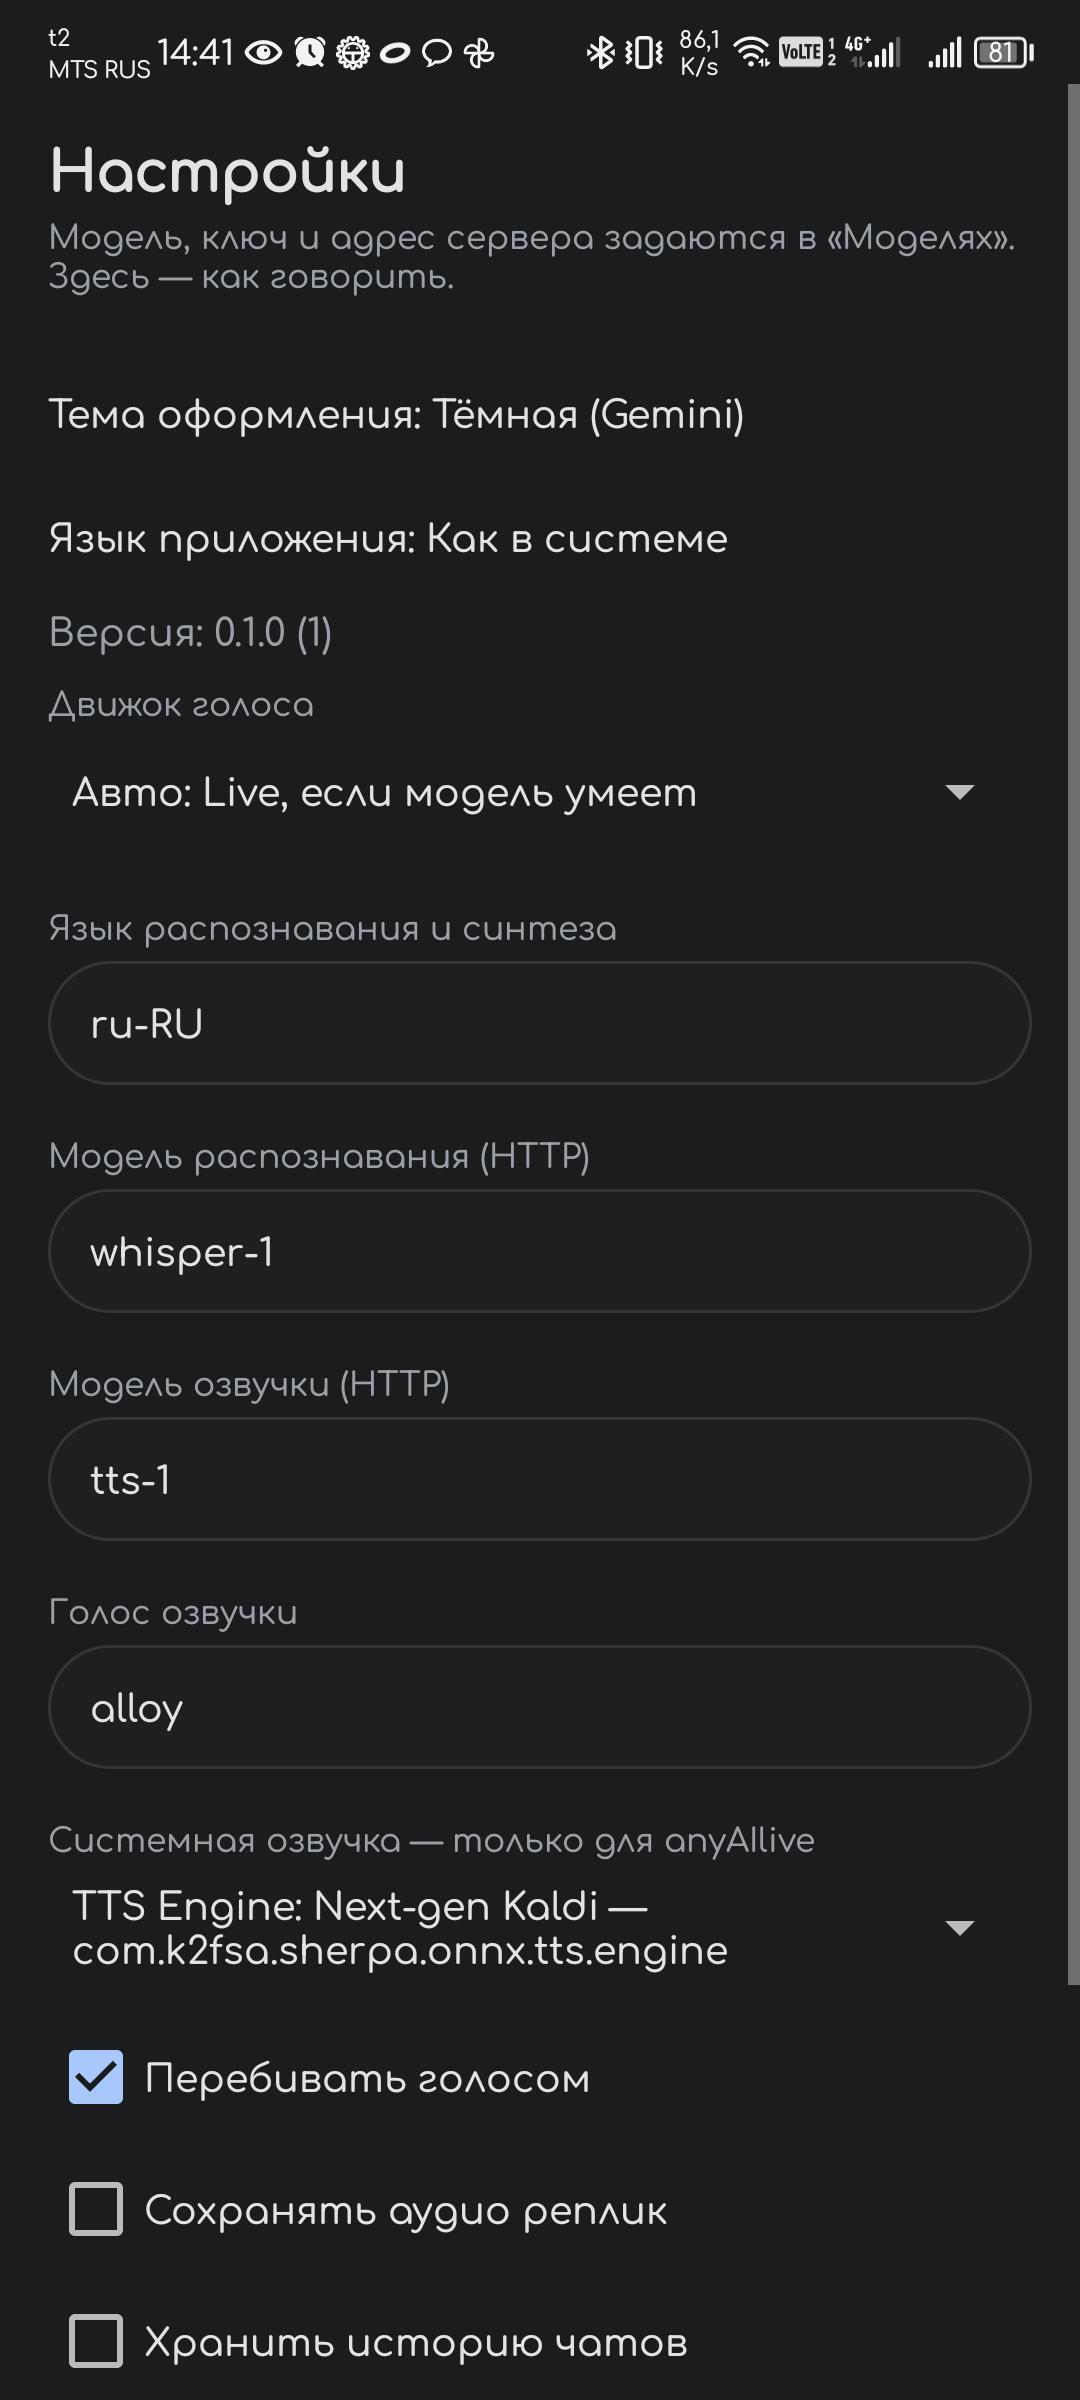 t2
MTS RUS
14:41
86,1
K/s
VoLTE
1
2
4G+
81
Настройки
Модель, ключ и адрес сервера задаются в «Моделях».
Здесь — как говорить.
Тема оформления: Тёмная (Gemini)
Язык приложения: Как в системе
Версия: 0.1.0 (1)
Движок голоса
Авто: Live, если модель умеет
Язык распознавания и синтеза
ru-RU
Модель распознавания (HTTP)
whisper-1
Модель озвучки (HTTP)
tts-1
Голос озвучки
alloy
Системная озвучка — только для anyAIlive
TTS Engine: Next-gen Kaldi —
com.k2fsa.sherpa.onnx.tts.engine
Перебивать голосом
Сохранять аудио реплик
Хранить историю чатов